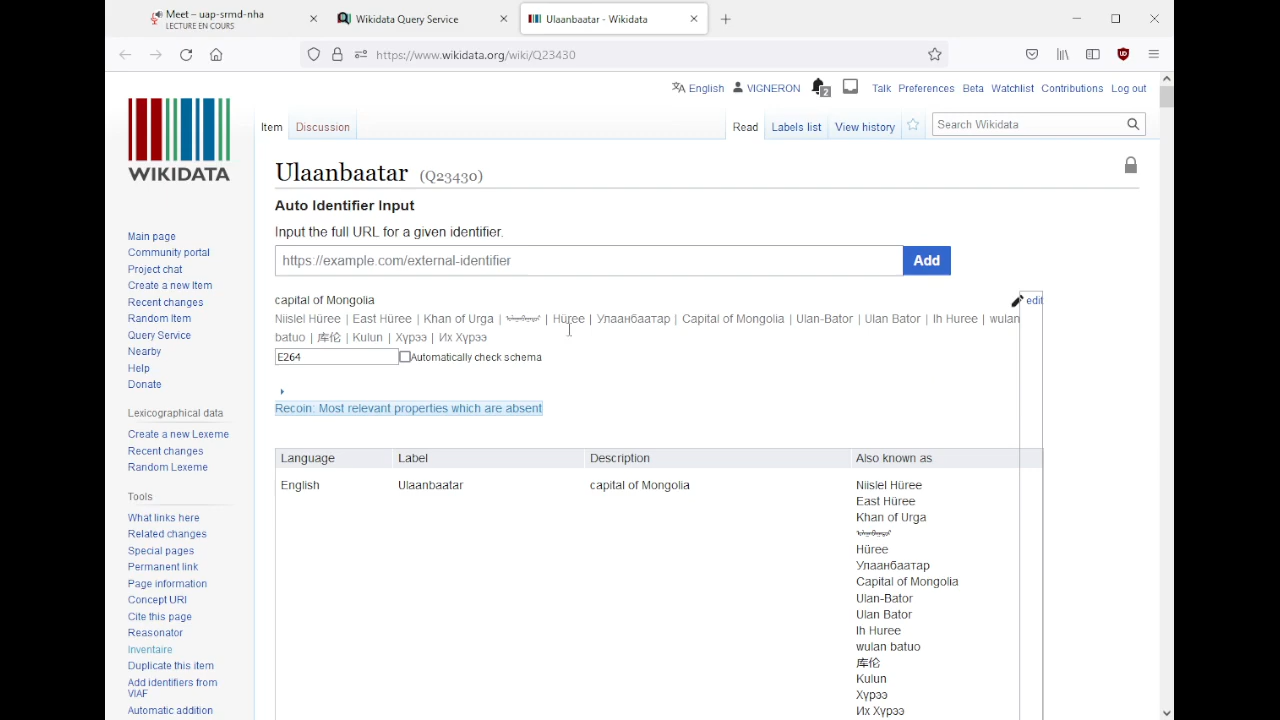 Meet – uap-srmd-nha
LECTURE EN COURS
Wikidata Query Service
Ulaanbaatar - Wikidata
https://www.wikidata.org/wiki/Q23430
English VIGNERON 2 Talk Preferences Beta Watchlist Contributions Log out
Item Discussion Read Labels list View history Search Wikidata
WIKIDATA
Main page
Community portal
Project chat
Create a new Item
Recent changes
Random Item
Query Service
Nearby
Help
Donate
Lexicographical data
Create a new Lexeme
Recent changes
Random Lexeme
Tools
What links here
Related changes
Special pages
Permanent link
Page information
Concept URI
Cite this page
Reasonator
Inventaire
Duplicate this item
Add identifiers from
VIAF
Automatic addition
Ulaanbaatar (Q23430)
Auto Identifier Input
Input the full URL for a given identifier.
https://example.com/external-identifier Add
capital of Mongolia
edit
Niislel Hüree | East Hüree | Khan of Urga | | Hüree | Улаанбаатар | Capital of Mongolia | Ulan-Bator | Ulan Bator | Ih Huree | wulan
batuo | 库伦 | Kulun | Хүрээ | Их Хүрээ
E264 Automatically check schema
Recoin: Most relevant properties which are absent
Language Label Description Also known as
English Ulaanbaatar capital of Mongolia Niislel Hüree
East Hüree
Khan of Urga
Hüree
Улаанбаатар
Capital of Mongolia
Ulan-Bator
Ulan Bator
Ih Huree
wulan batuo
库伦
Kulun
Хүрээ
Их Хүрээ